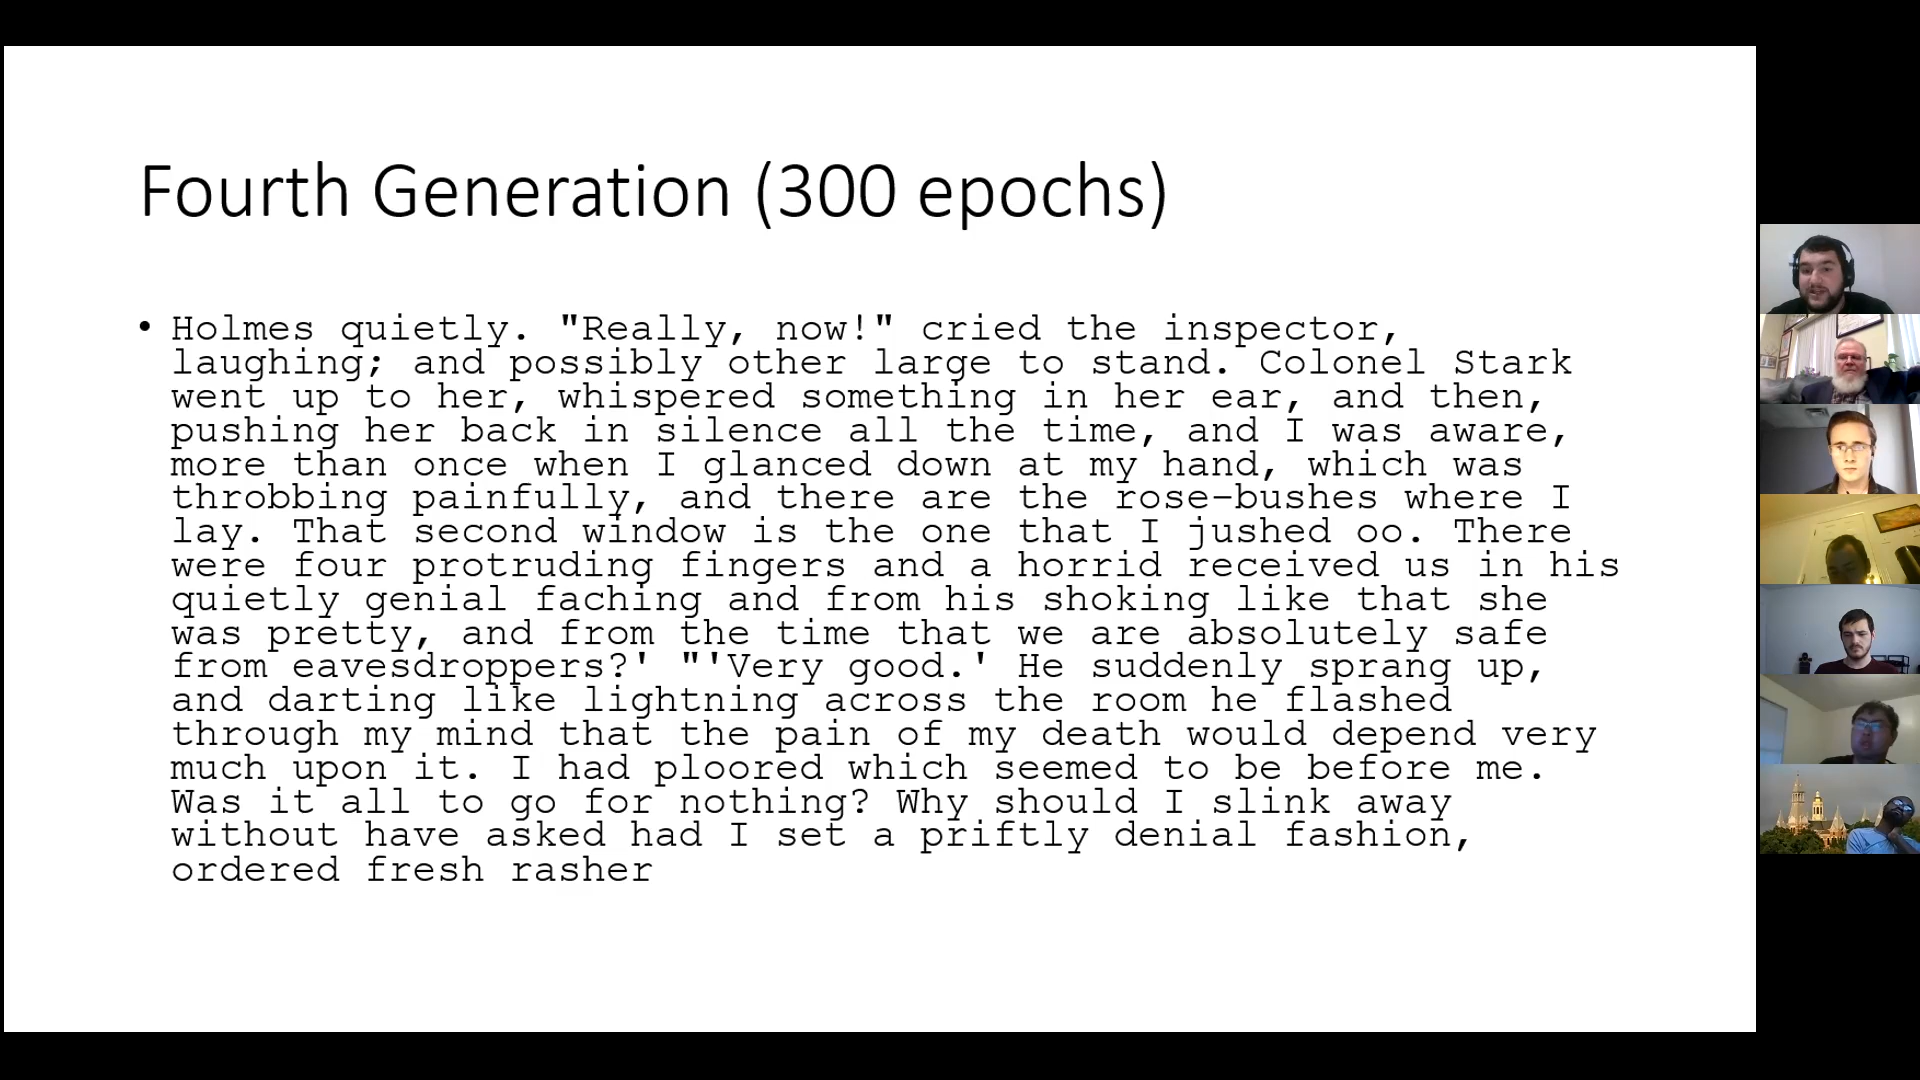 Fourth Generation (300 epochs)
• Holmes quietly. "Really, now!" cried the inspector,
laughing; and possibly other large to stand. Colonel Stark
went up to her, whispered something in her ear, and then,
pushing her back in silence all the time, and I was aware,
more than once when I glanced down at my hand, which was
throbbing painfully, and there are the rose-bushes where I
lay. That second window is the one that I jushed oo. There
were four protruding fingers and a horrid received us in his
quietly genial faching and from his shoking like that she
was pretty, and from the time that we are absolutely safe
from eavesdroppers?' "'Very good.' He suddenly sprang up,
and darting like lightning across the room he flashed
through my mind that the pain of my death would depend very
much upon it. I had ploored which seemed to be before me.
Was it all to go for nothing? Why should I slink away
without have asked had I set a priftly denial fashion,
ordered fresh rasher